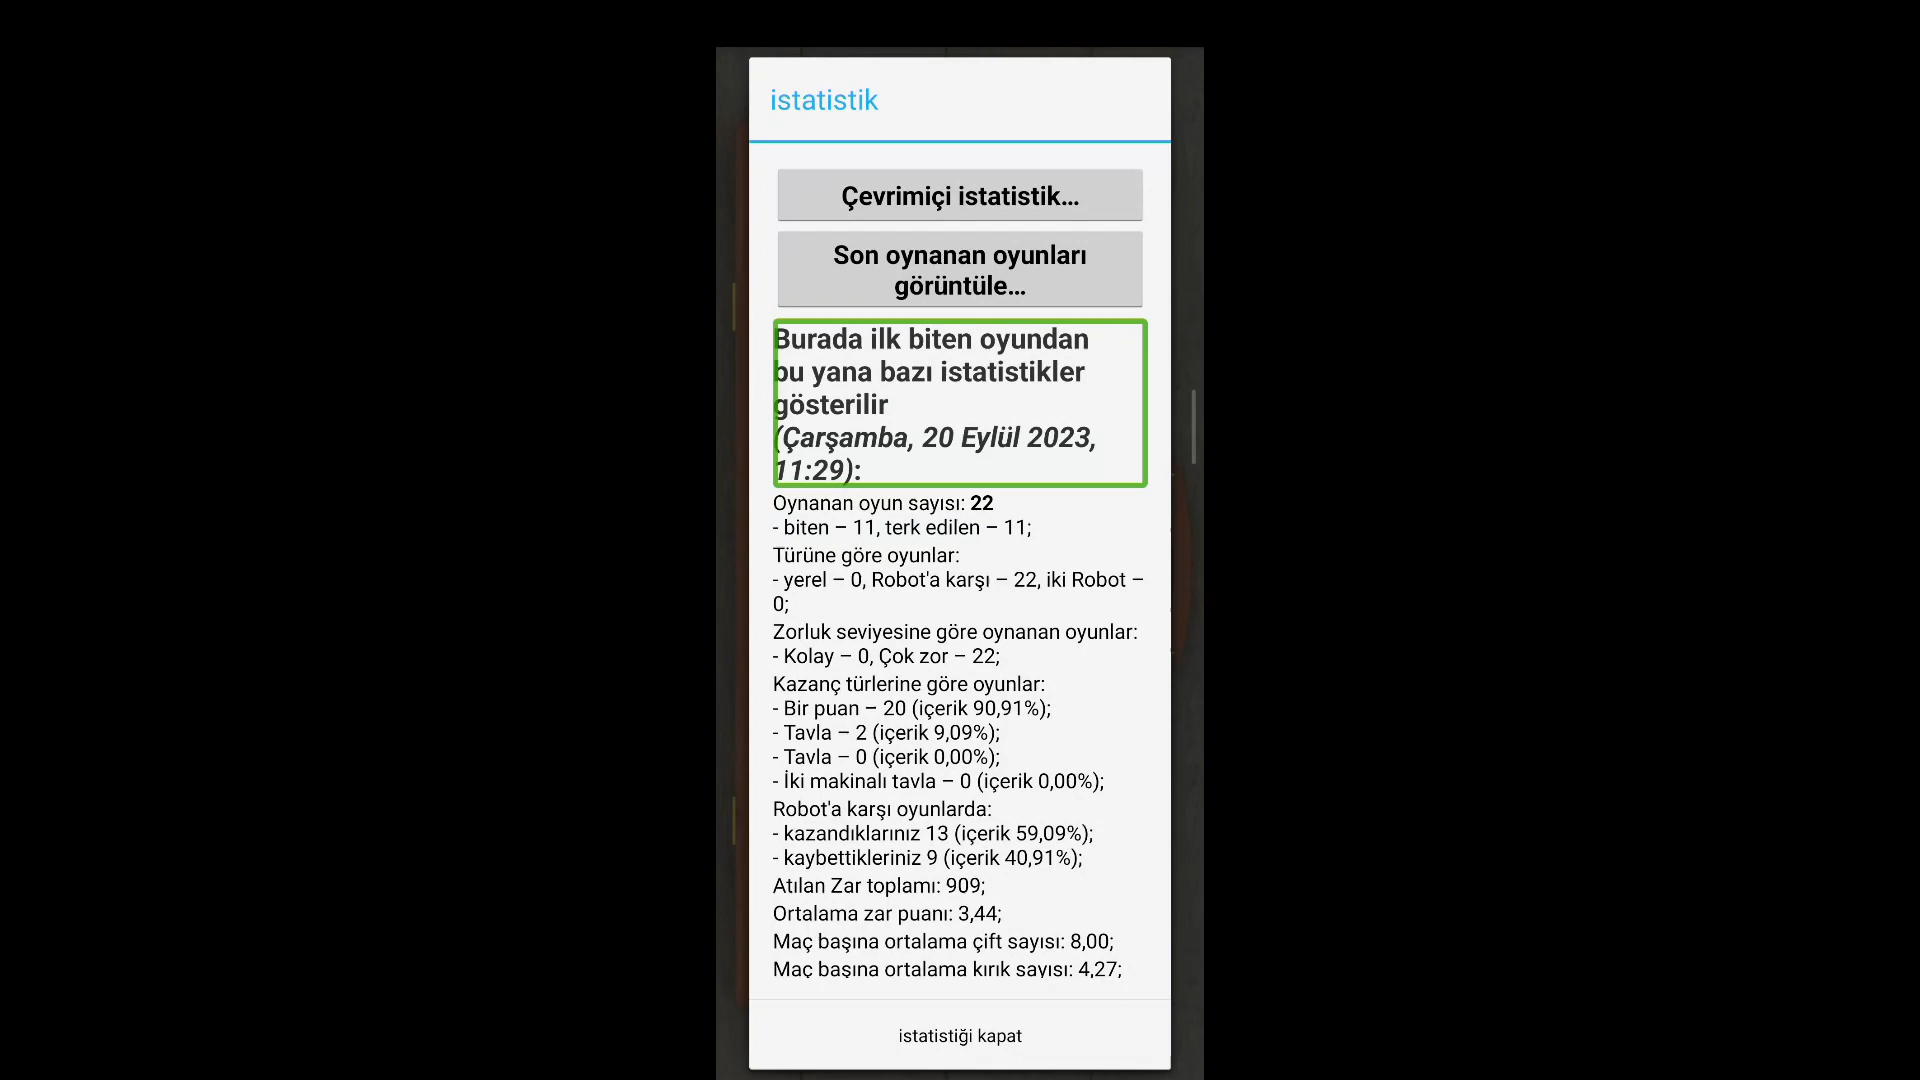 istatistik
Çevrimiçi istatistik...
Son oynanan oyunları
görüntüle...
Burada ilk biten oyundan
bu yana bazı istatistikler
gösterilir
(Çarşamba, 20 Eylül 2023,
11:29):
Oynanan oyun sayısı: 22
- biten – 11, terk edilen – 11;
Türüne göre oyunlar:
- yerel – 0, Robot'a karşı – 22, iki Robot –
0;
Zorluk seviyesine göre oynanan oyunlar:
- Kolay – 0, Çok zor – 22;
Kazanç türlerine göre oyunlar:
- Bir puan – 20 (içerik 90,91%);
- Tavla – 2 (içerik 9,09%);
- Tavla – 0 (içerik 0,00%);
- İki makinalı tavla – 0 (içerik 0,00%);
Robot'a karşı oyunlarda:
- kazandıklarınız 13 (içerik 59,09%);
- kaybettikleriniz 9 (içerik 40,91%);
Atılan Zar toplamı: 909;
Ortalama zar puanı: 3,44;
Maç başına ortalama çift sayısı: 8,00;
Maç başına ortalama kırık sayısı: 4,27;
istatistiği kapat